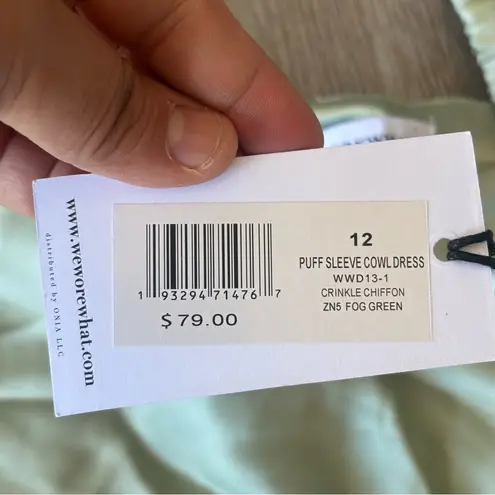 www.weworewhat.com
distributed by ONIA LLC
1 93294 71476 7
$79.00
12
PUFF SLEEVE COWL DRESS
WWD13-1
CRINKLE CHIFFON
ZN5 FOG GREEN